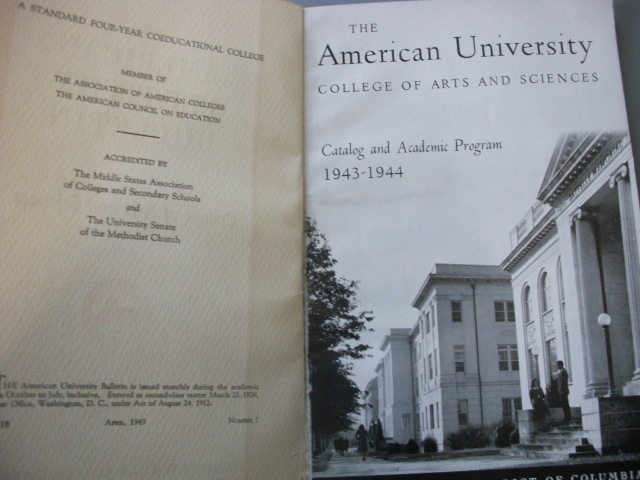 A STANDARD FOUR-YEAR COEDUCATIONAL COLLEGE
MEMBER OF
THE ASSOCIATION OF AMERICAN COLLEGES
THE AMERICAN COUNCIL ON EDUCATION
ACCREDITED BY
The Middle States Association
of Colleges and Secondary Schools
and
The University Senate
of the Methodist Church
THE American University Bulletin is issued monthly during the academic
October to July, inclusive. Entered as second-class matter March 21, 1928,
Office, Washington, D. C., under Act of August 24, 1912.
18 April, 1943 Number 7
THE
American University
COLLEGE OF ARTS AND SCIENCES
Catalog and Academic Program
1943-1944
OF COLUMBIA